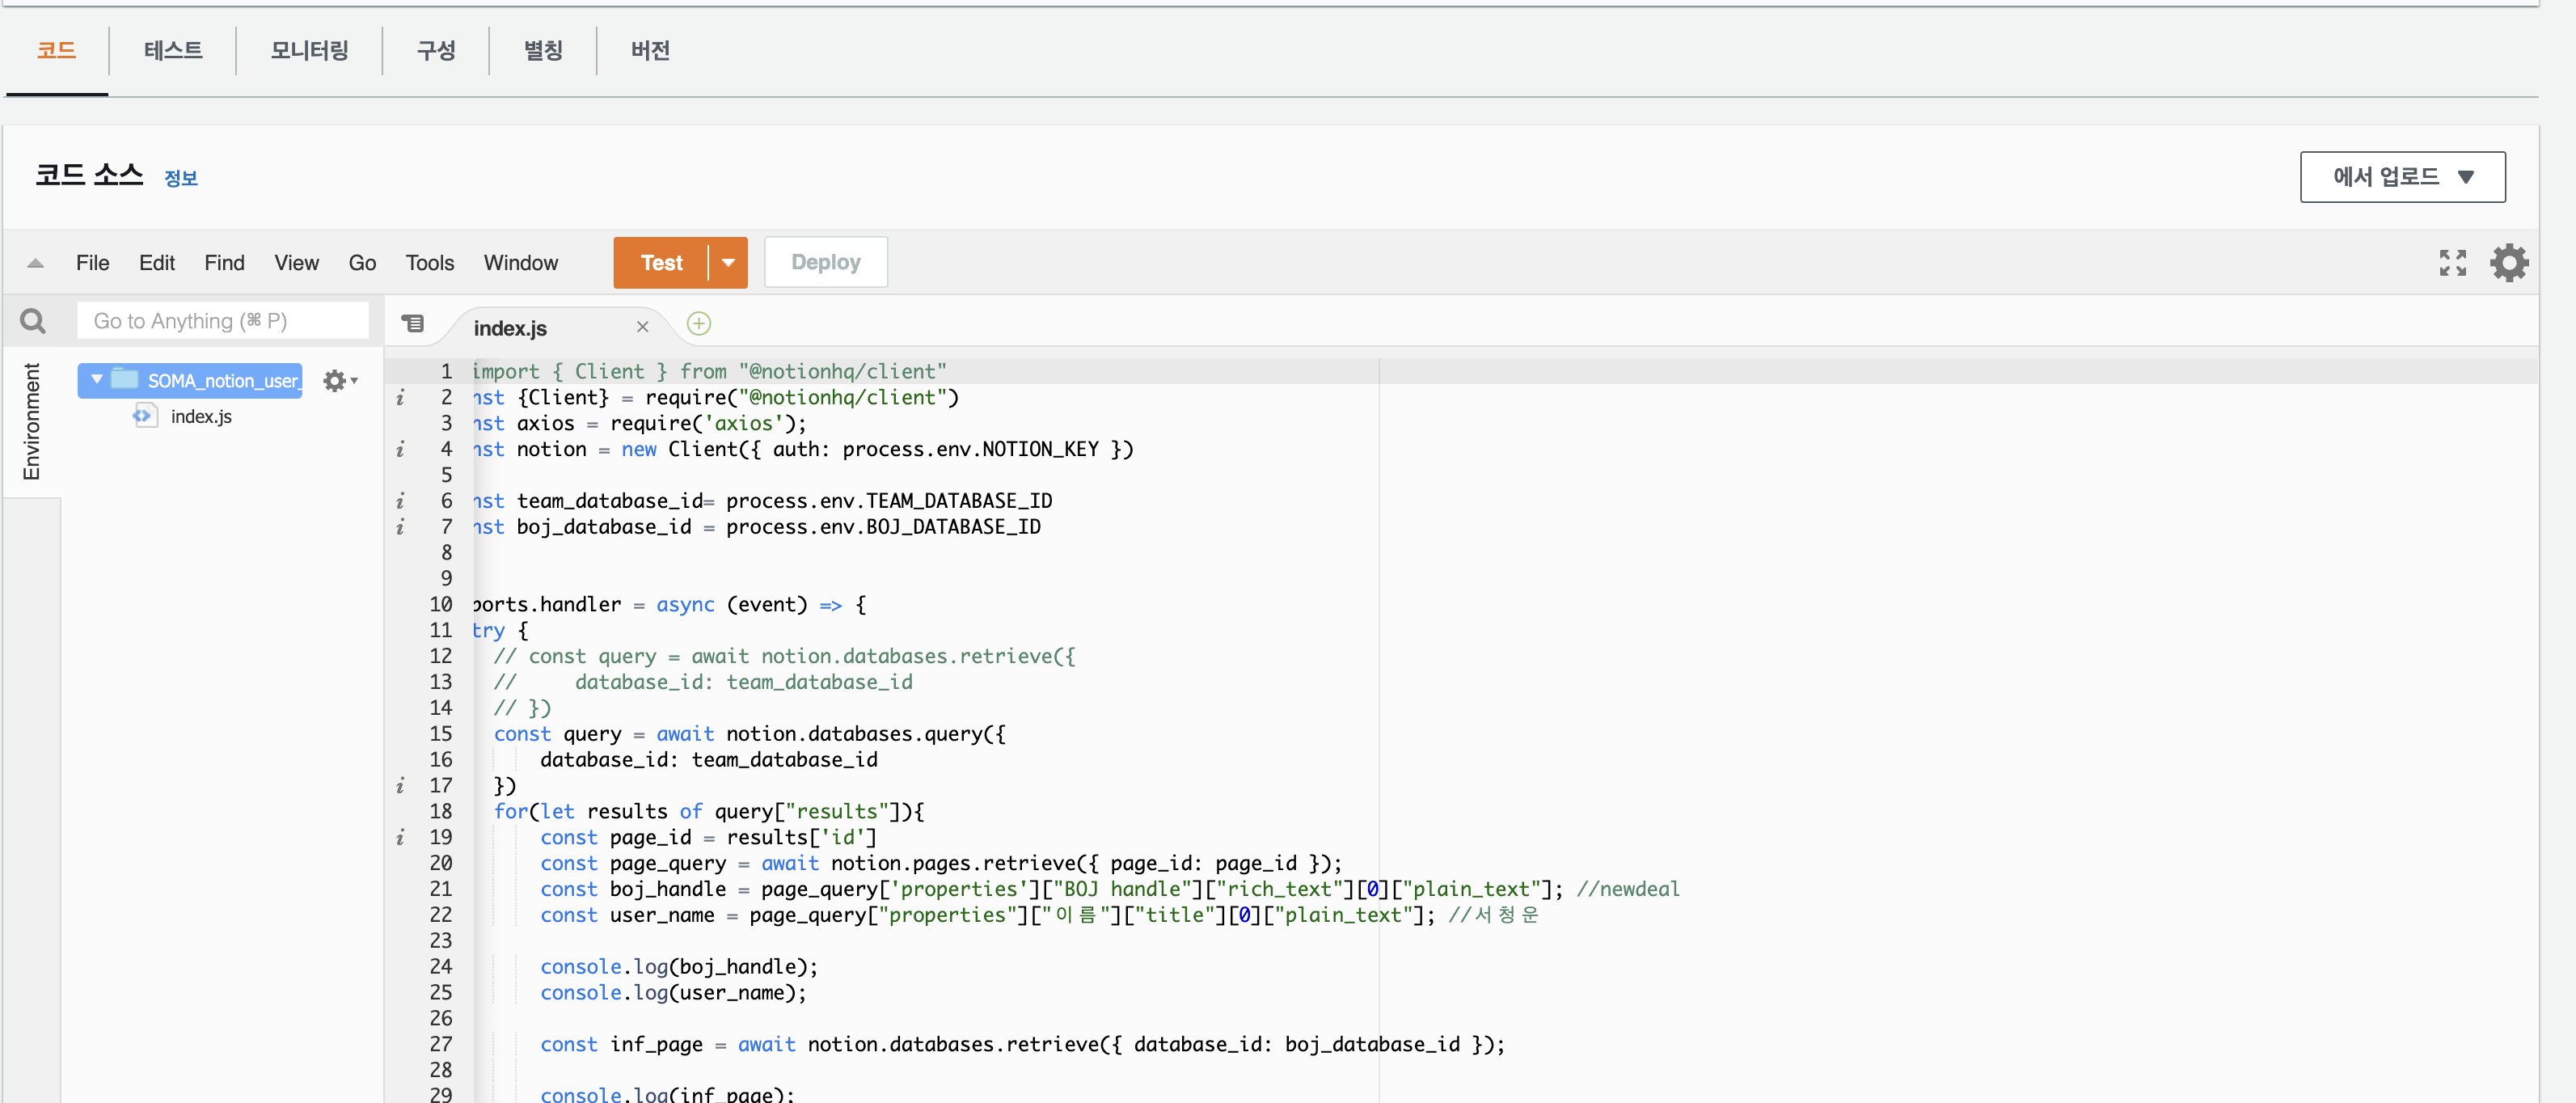 코드 테스트 모니터링 구성 별칭 버전
코드 소스 정보
에서 업로드
File Edit Find View Go Tools Window Test Deploy
Go to Anything (⌘ P)
index.js
Environment
SOMA_notion_user_
index.js
1 import { Client } from "@notionhq/client"
2 nst {Client} = require("@notionhq/client")
3 nst axios = require('axios');
4 nst notion = new Client({ auth: process.env.NOTION_KEY })
5
6 nst team_database_id= process.env.TEAM_DATABASE_ID
7 nst boj_database_id = process.env.BOJ_DATABASE_ID
8
9
10 ports.handler = async (event) => {
11 try {
12 // const query = await notion.databases.retrieve({
13 //     database_id: team_database_id
14 // })
15 const query = await notion.databases.query({
16     database_id: team_database_id
17 })
18 for(let results of query["results"]){
19     const page_id = results['id']
20     const page_query = await notion.pages.retrieve({ page_id: page_id });
21     const boj_handle = page_query['properties']["BOJ handle"]["rich_text"][0]["plain_text"]; //newdeal
22     const user_name = page_query["properties"]["이름"]["title"][0]["plain_text"]; //서청운
23
24     console.log(boj_handle);
25     console.log(user_name);
26
27     const inf_page = await notion.databases.retrieve({ database_id: boj_database_id });
28
29     console.log(inf_page);